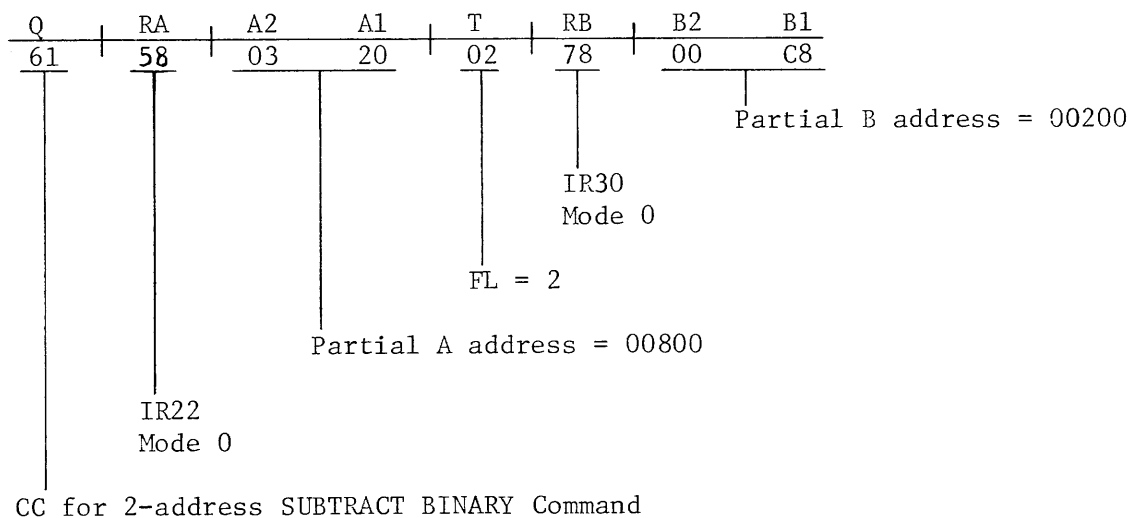 Q RA A2 A1 T RB B2 B1
61 58 03 20 02 78 00 C8
Partial B address = 00200
IR30
Mode 0
FL = 2
Partial A address = 00800
IR22
Mode 0
CC for 2-address SUBTRACT BINARY Command